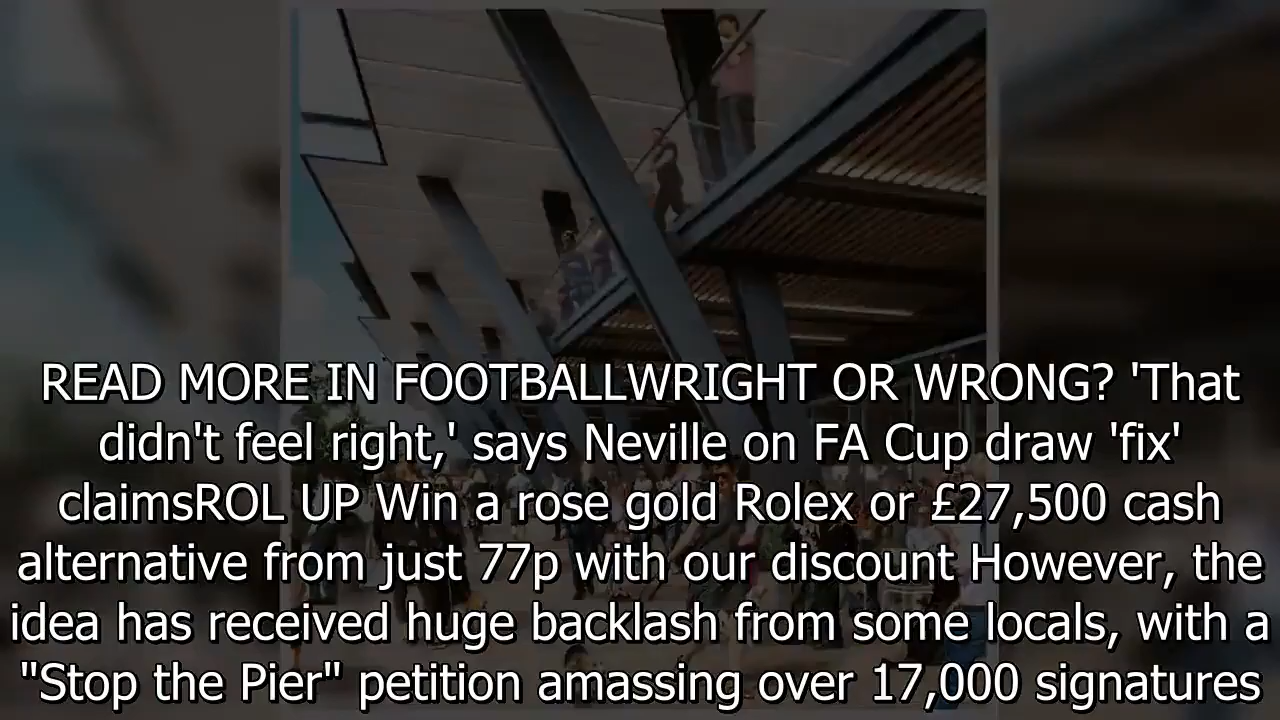 READ MORE IN FOOTBALLWRIGHT OR WRONG? 'That
didn't feel right,' says Neville on FA Cup draw 'fix'
claimsROL UP Win a rose gold Rolex or £27,500 cash
alternative from just 77p with our discount However, the
idea has received huge backlash from some locals, with a
"Stop the Pier" petition amassing over 17,000 signatures